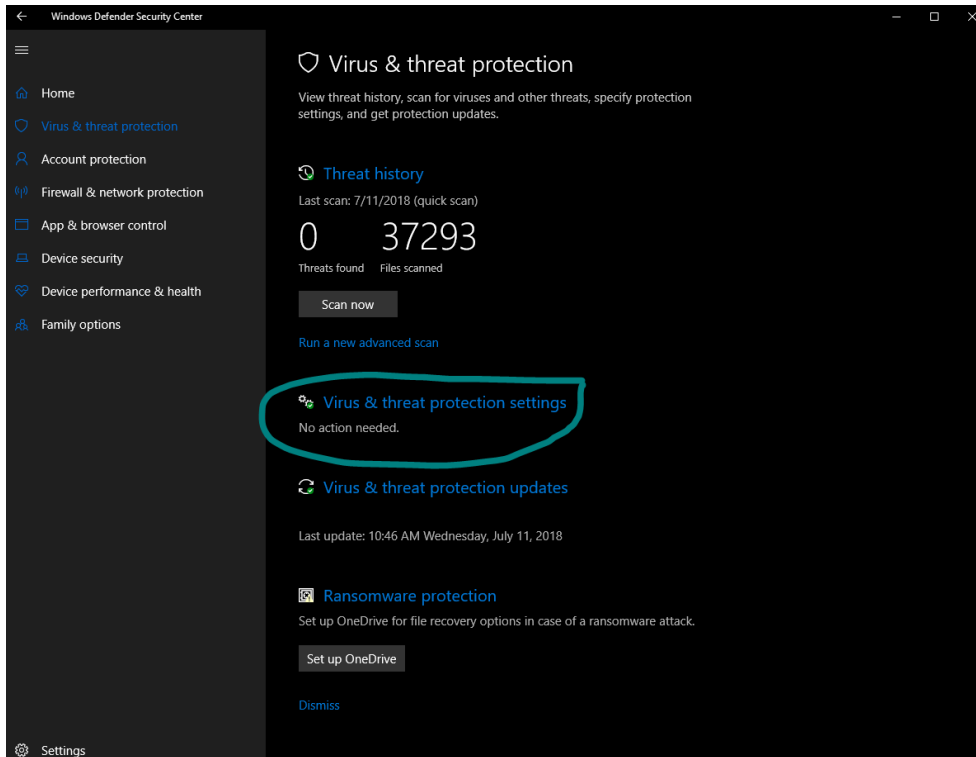 Windows Defender Security Center
Home
Virus & threat protection
Account protection
Firewall & network protection
App & browser control
Device security
Device performance & health
Family options
Settings
Virus & threat protection
View threat history, scan for viruses and other threats, specify protection
settings, and get protection updates.
Threat history
Last scan: 7/11/2018 (quick scan)
0 37293
Threats found Files scanned
Scan now
Run a new advanced scan
Virus & threat protection settings
No action needed.
Virus & threat protection updates
Last update: 10:46 AM Wednesday, July 11, 2018
Ransomware protection
Set up OneDrive for file recovery options in case of a ransomware attack.
Set up OneDrive
Dismiss